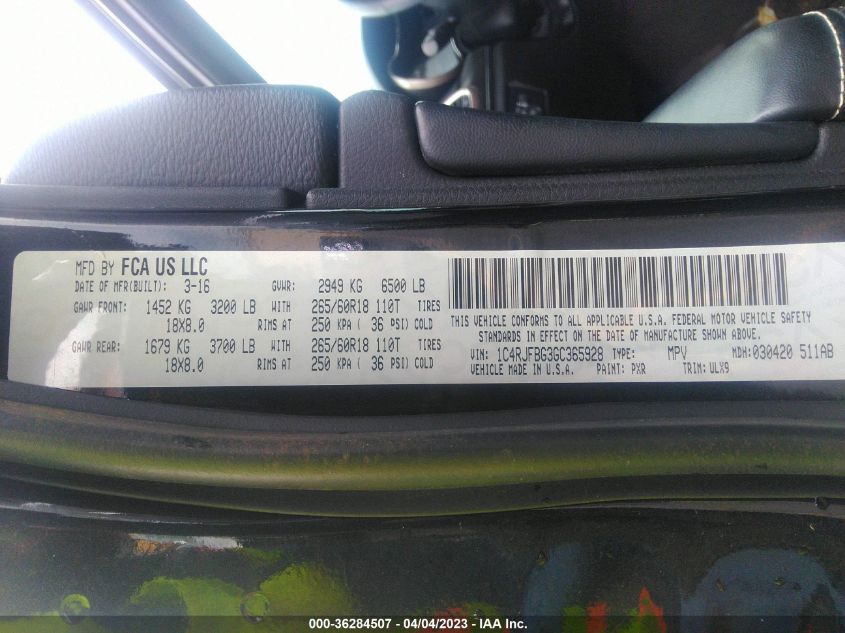 MFD BY FCA US LLC
DATE OF MFR(BUILT): 3-16 GVWR: 2949 KG 6500 LB
GAWR FRONT: 1452 KG 3200 LB WITH 265/60R18 110T TIRES
18X8.0 RIMS AT 250 KPA ( 36 PSI) COLD
GAWR REAR: 1679 KG 3700 LB WITH 265/60R18 110T TIRES
18X8.0 RIMS AT 250 KPA ( 36 PSI) COLD
THIS VEHICLE CONFORMS TO ALL APPLICABLE U.S.A. FEDERAL MOTOR VEHICLE SAFETY
STANDARDS IN EFFECT ON THE DATE OF MANUFACTURE SHOWN ABOVE.
VIN: 1C4RJFBG3GC365928 TYPE: MPV MDH: 030420 511AB
VEHICLE MADE IN U.S.A. PAINT: PXR TRIM: ULX9
000-36284507 - 04/04/2023 - IAA Inc.